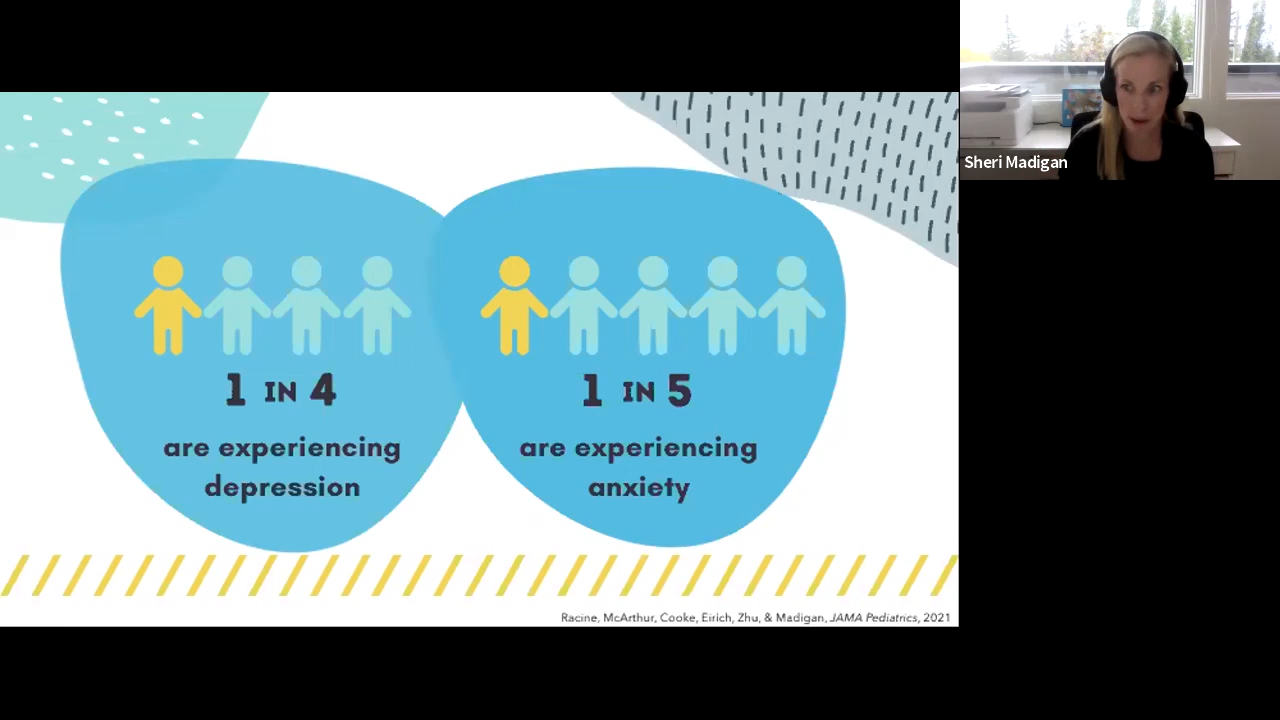 1 IN 4
are experiencing
depression
1 IN 5
are experiencing
anxiety
Racine, McArthur, Cooke, Eirich, Zhu, & Madigan, JAMA Pediatrics, 2021
Sheri Madigan